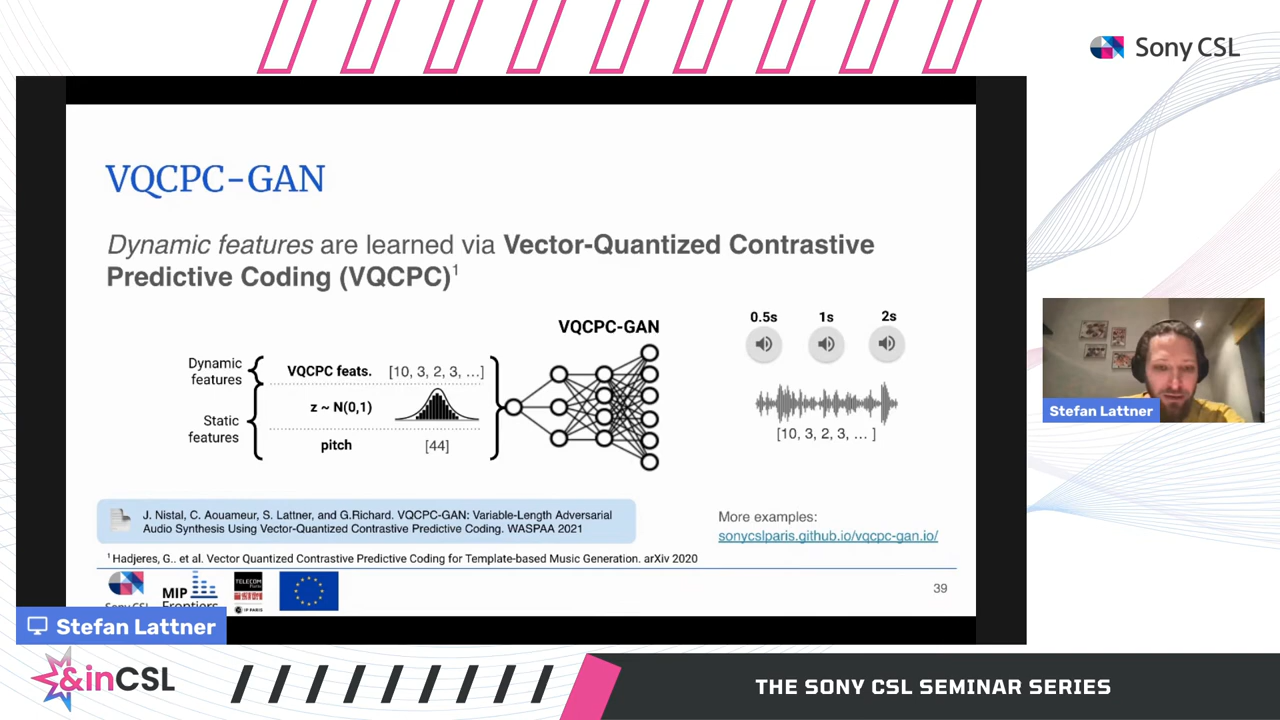 Sony CSL
VQCPC-GAN
Dynamic features are learned via Vector-Quantized Contrastive
Predictive Coding (VQCPC)1
VQCPC-GAN
0.5s 1s 2s
Dynamic
features
VQCPC feats. [10, 3, 2, 3, ...]
z ~ N(0,1)
Static
features
pitch [44]
[10, 3, 2, 3, ... ]
Stefan Lattner
J. Nistal, C. Aouameur, S. Lattner, and G.Richard. VQCPC-GAN: Variable-Length Adversarial
Audio Synthesis Using Vector-Quantized Contrastive Predictive Coding. WASPAA 2021
More examples:
sonycslparis.github.io/vqcpc-gan.io/
1 Hadjeres, G.. et al. Vector Quantized Contrastive Predictive Coding for Template-based Music Generation. arXiv 2020
Sony CSL
MIP
Frontiers
TELECOM
Paris
IP PARIS
39
Stefan Lattner
&inCSL
THE SONY CSL SEMINAR SERIES